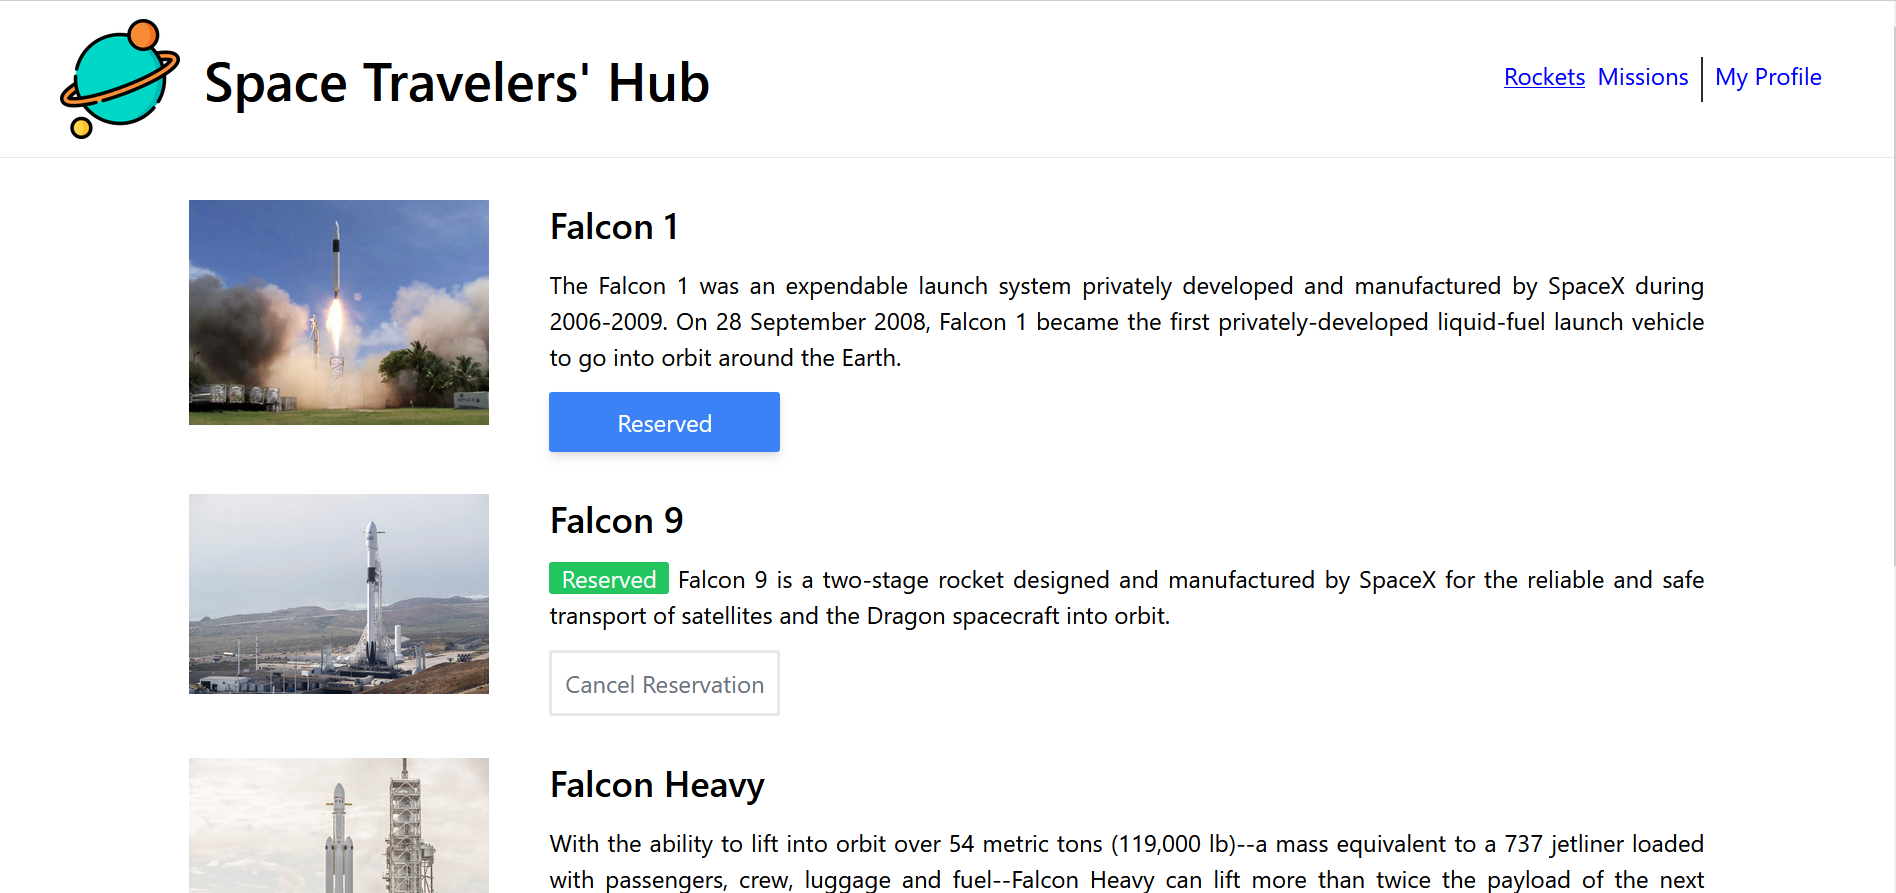 Space Travelers' Hub
Rockets Missions My Profile
Falcon 1
The Falcon 1 was an expendable launch system privately developed and manufactured by SpaceX during
2006-2009. On 28 September 2008, Falcon 1 became the first privately-developed liquid-fuel launch vehicle
to go into orbit around the Earth.
Reserved
Falcon 9
Reserved Falcon 9 is a two-stage rocket designed and manufactured by SpaceX for the reliable and safe
transport of satellites and the Dragon spacecraft into orbit.
Cancel Reservation
Falcon Heavy
With the ability to lift into orbit over 54 metric tons (119,000 lb)--a mass equivalent to a 737 jetliner loaded
with passengers, crew, luggage and fuel--Falcon Heavy can lift more than twice the payload of the next